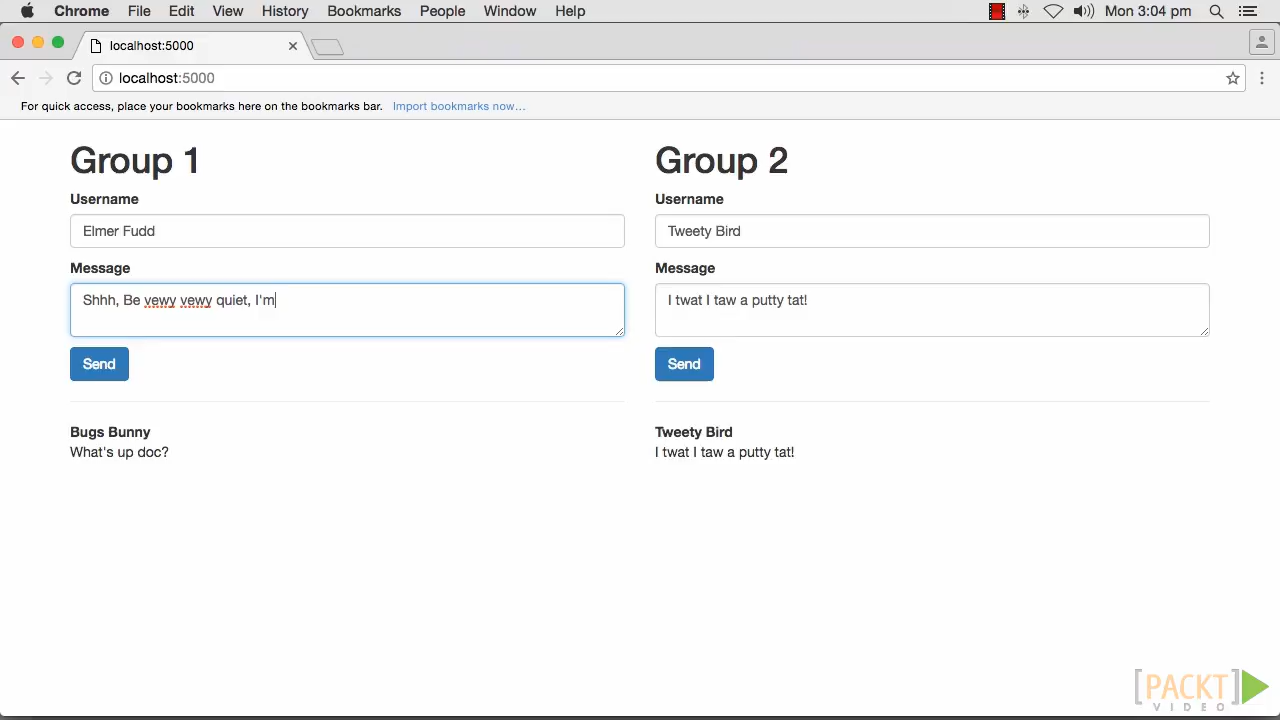 Chrome File Edit View History Bookmarks People Window Help Mon 3:04 pm
localhost:5000
localhost:5000
For quick access, place your bookmarks here on the bookmarks bar. Import bookmarks now...
Group 1
Username
Elmer Fudd
Message
Shhh, Be vewy vewy quiet, I'm
Send
Bugs Bunny
What's up doc?
Group 2
Username
Tweety Bird
Message
I twat I taw a putty tat!
Send
Tweety Bird
I twat I taw a putty tat!
[PACKT]
VIDEO